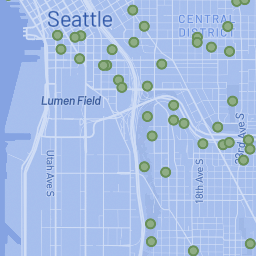 Seattle
CENTRAL
DISTRICT
Lumen Field
Utah Ave S
18th Ave S
23rd Ave S